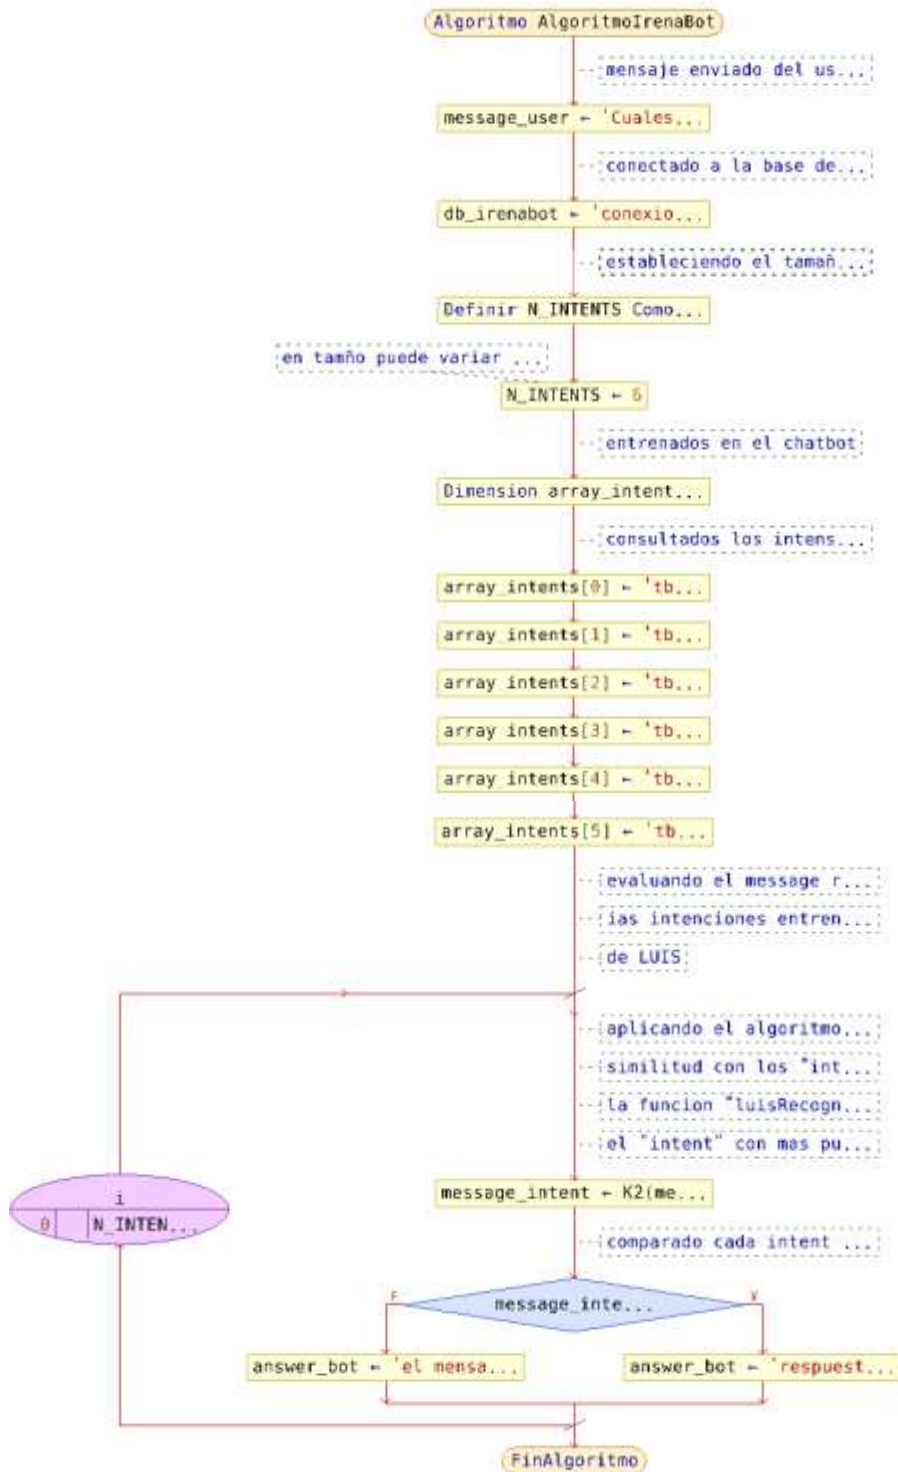 Algoritmo AlgoritmoIrenaBot
mensaje enviado del us...
message_user ← 'Cuales...
conectado a la base de...
db_irenabot ← 'conexio...
estableciendo el tamañ...
Definir N_INTENTS Como...
en tamño puede variar ...
N_INTENTS ← 6
entrenados en el chatbot
Dimension array_intent...
consultados los intens...
array_intents[0] ← 'tb...
array_intents[1] ← 'tb...
array_intents[2] ← 'tb...
array_intents[3] ← 'tb...
array_intents[4] ← 'tb...
array_intents[5] ← 'tb...
evaluando el message r...
ias intenciones entren...
de LUIS
aplicando el algoritmo...
similitud con los "int...
la funcion "luisRecogn...
el "intent" con mas pu...
i
0 N_INTEN...
message_intent ← K2(me...
comparado cada intent ...
message_inte...
F
V
answer_bot ← 'el mensa...
answer_bot ← 'respuest...
FinAlgoritmo